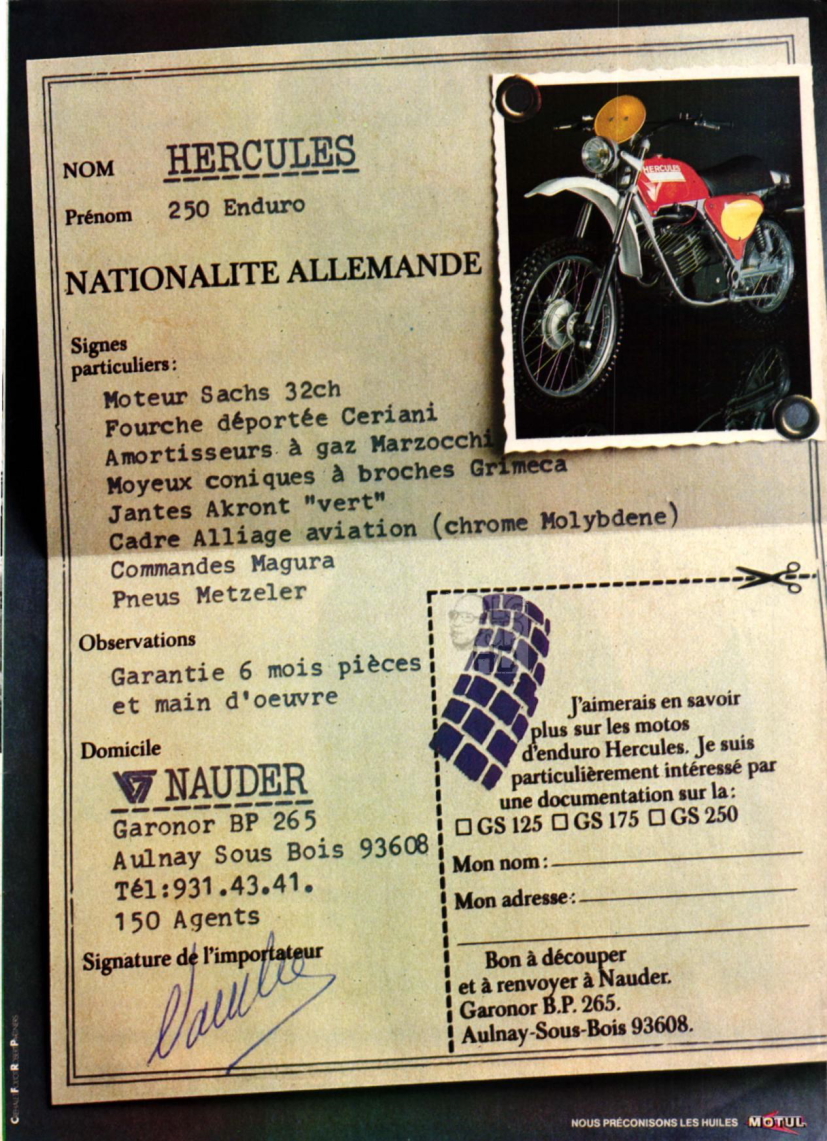 NOM HERCULES
Prénom 250 Enduro
NATIONALITE ALLEMANDE
Signes
particuliers:
Moteur Sachs 32ch
Fourche déportée Ceriani
Amortisseurs à gaz Marzocchi
Moyeux coniques à broches Grimeca
Jantes Akront "vert"
Cadre Alliage aviation (chrome Molybdene)
Commandes Magura
Pneus Metzeler
Observations
Garantie 6 mois pièces
et main d'oeuvre
Domicile
NAUDER
Garonor BP 265
Aulnay Sous Bois 93608
Tél:931.43.41.
150 Agents
Signature de l'importateur
HERCULES
J'aimerais en savoir
plus sur les motos
d'enduro Hercules. Je suis
particulièrement intéressé par
une documentation sur la:
☐ GS 125 ☐ GS 175 ☐ GS 250
Mon nom:
Mon adresse:
Bon à découper
et à renvoyer à Nauder.
Garonor B.P. 265.
Aulnay-Sous-Bois 93608.
NOUS PRÉCONISONS LES HUILES MOTUL